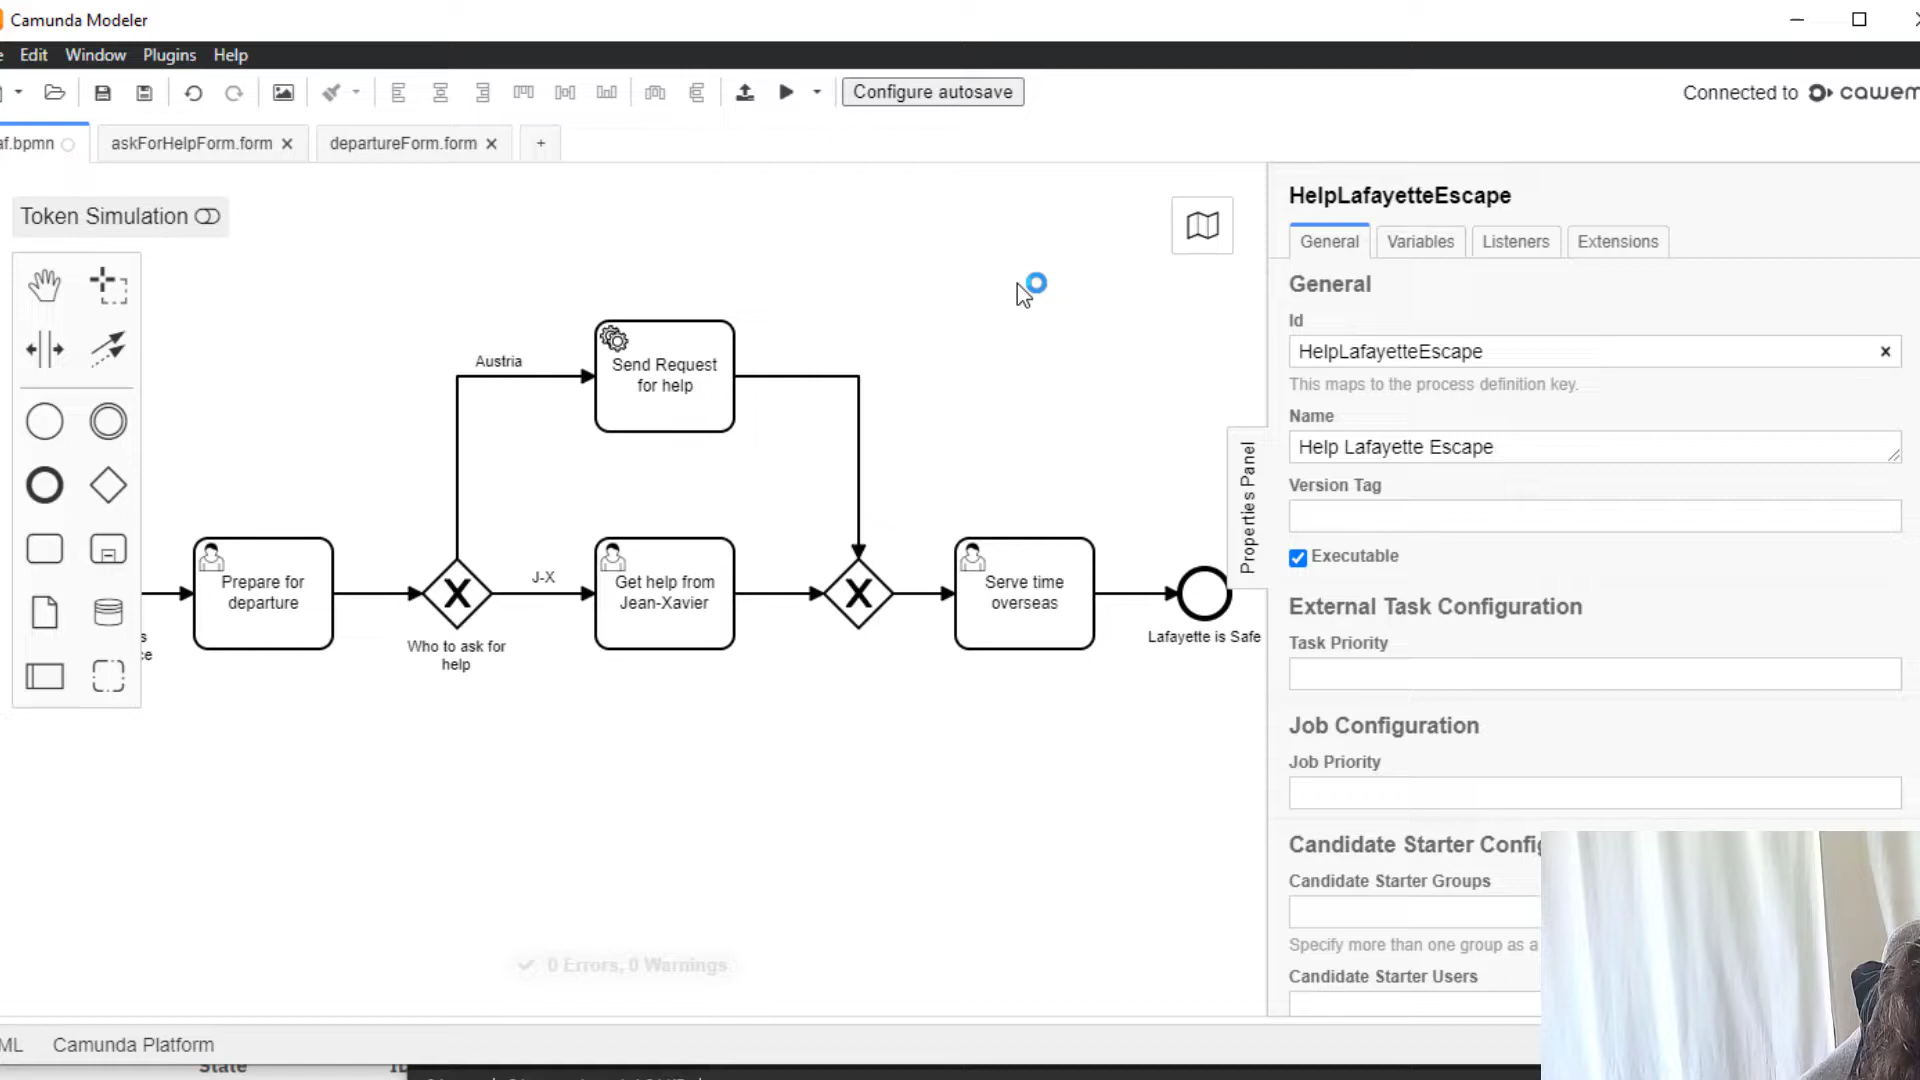 Camunda Modeler
Edit Window Plugins Help
Configure autosave
Connected to
af.bpmn
askForHelpForm.form
departureForm.form
+
Token Simulation
HelpLafayetteEscape
General Variables Listeners Extensions
General
Id
HelpLafayetteEscape
This maps to the process definition key.
Name
Help Lafayette Escape
Version Tag
Executable
External Task Configuration
Task Priority
Job Configuration
Job Priority
Candidate Starter Config
Candidate Starter Groups
Specify more than one group as a
Candidate Starter Users
Properties Panel
Austria
Send Request
for help
Prepare for
departure
J-X
Who to ask for
help
Get help from
Jean-Xavier
Serve time
overseas
Lafayette is Safe
0 Errors, 0 Warnings
ML
Camunda Platform
State